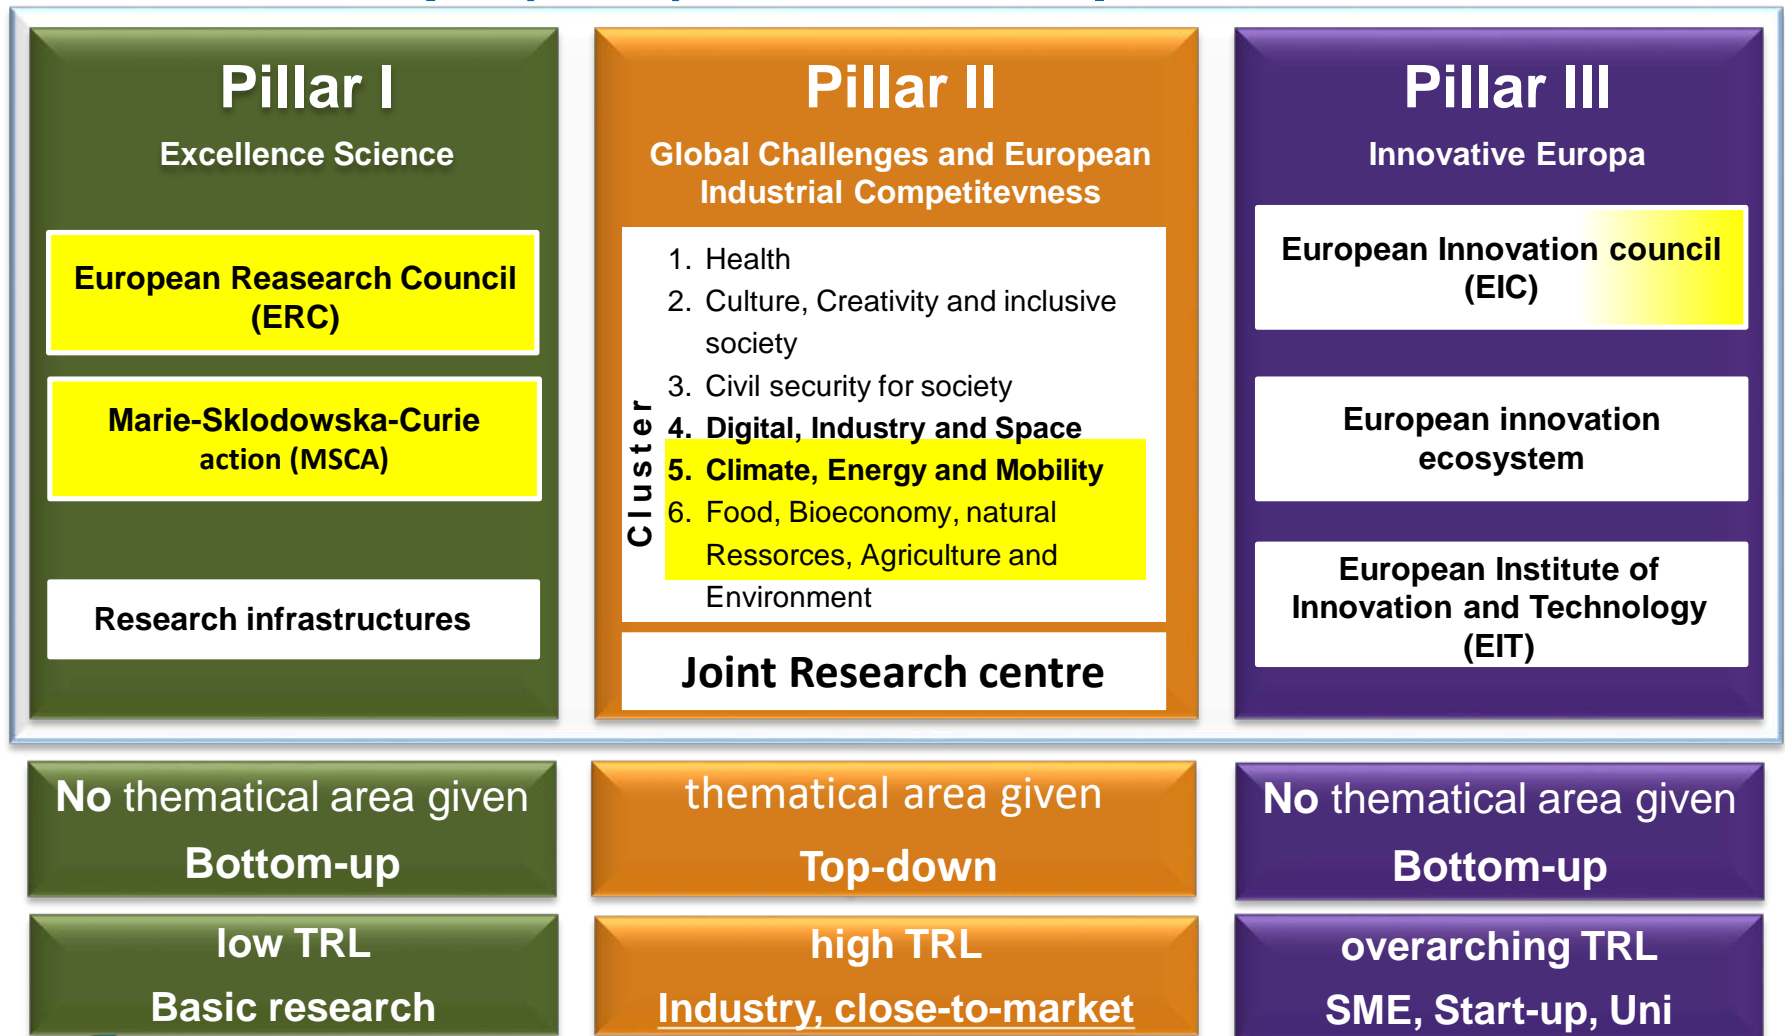 Pillar I
Excellence Science
European Reasearch Council
(ERC)
Marie-Sklodowska-Curie
action (MSCA)
Research infrastructures
Pillar II
Global Challenges and European
Industrial Competitevness
Cluster
1. Health
2. Culture, Creativity and inclusive
society
3. Civil security for society
4. Digital, Industry and Space
5. Climate, Energy and Mobility
6. Food, Bioeconomy, natural
Ressorces, Agriculture and
Environment
Joint Research centre
Pillar III
Innovative Europa
European Innovation council
(EIC)
European innovation
ecosystem
European Institute of
Innovation and Technology
(EIT)
No thematical area given
Bottom-up
thematical area given
Top-down
No thematical area given
Bottom-up
low TRL
Basic research
high TRL
Industry, close-to-market
overarching TRL
SME, Start-up, Uni